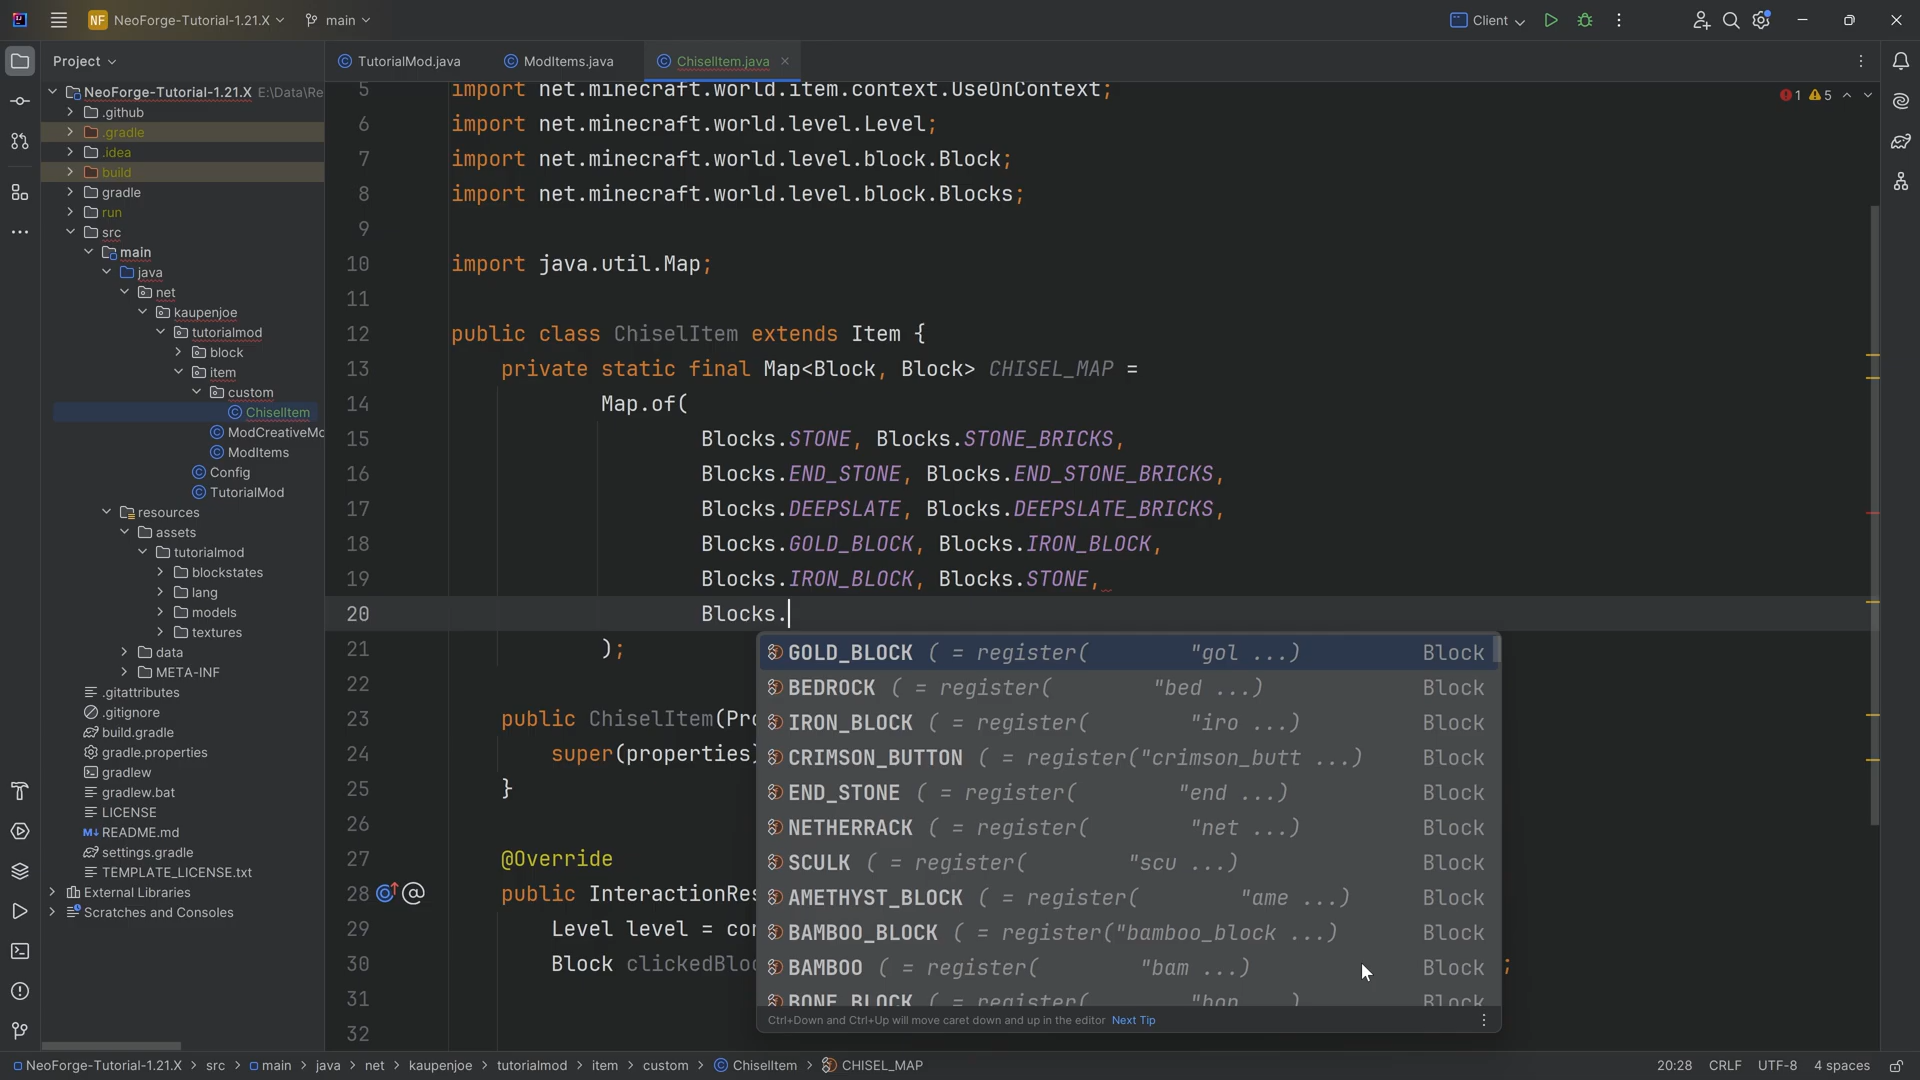 NF NeoForge-Tutorial-1.21.X main Client
Project
TutorialMod.java ModItems.java ChiselItem.java
NeoForge-Tutorial-1.21.X E:\Data\Re
.github
.gradle
.idea
build
gradle
run
src
main
java
net
kaupenjoe
tutorialmod
block
item
custom
ChiselItem
ModCreativeMo
ModItems
Config
TutorialMod
resources
assets
tutorialmod
blockstates
lang
models
textures
data
META-INF
.gitattributes
.gitignore
build.gradle
gradle.properties
gradlew
gradlew.bat
LICENSE
README.md
settings.gradle
TEMPLATE_LICENSE.txt
External Libraries
Scratches and Consoles
1 5
5 import net.minecraft.world.item.context.UseOnContext;
6 import net.minecraft.world.level.Level;
7 import net.minecraft.world.level.block.Block;
8 import net.minecraft.world.level.block.Blocks;
9
10 import java.util.Map;
11
12 public class ChiselItem extends Item {
13 private static final Map<Block, Block> CHISEL_MAP =
14 Map.of(
15 Blocks.STONE, Blocks.STONE_BRICKS,
16 Blocks.END_STONE, Blocks.END_STONE_BRICKS,
17 Blocks.DEEPSLATE, Blocks.DEEPSLATE_BRICKS,
18 Blocks.GOLD_BLOCK, Blocks.IRON_BLOCK,
19 Blocks.IRON_BLOCK, Blocks.STONE,
20 Blocks.
21 );
22
23 public ChiselItem(Pro
24 super(properties)
25 }
26
27 @Override
28 public InteractionRes
29 Level level = con
30 Block clickedBloc ;
31
32
GOLD_BLOCK ( = register( "gol ...) Block
BEDROCK ( = register( "bed ...) Block
IRON_BLOCK ( = register( "iro ...) Block
CRIMSON_BUTTON ( = register("crimson_butt ...) Block
END_STONE ( = register( "end ...) Block
NETHERRACK ( = register( "net ...) Block
SCULK ( = register( "scu ...) Block
AMETHYST_BLOCK ( = register( "ame ...) Block
BAMBOO_BLOCK ( = register("bamboo_block ...) Block
BAMBOO ( = register( "bam ...) Block
BONE_BLOCK ( = register( "bon ...) Block
Ctrl+Down and Ctrl+Up will move caret down and up in the editor Next Tip
NeoForge-Tutorial-1.21.X > src > main > java > net > kaupenjoe > tutorialmod > item > custom > ChiselItem > CHISEL_MAP 20:28 CRLF UTF-8 4 spaces